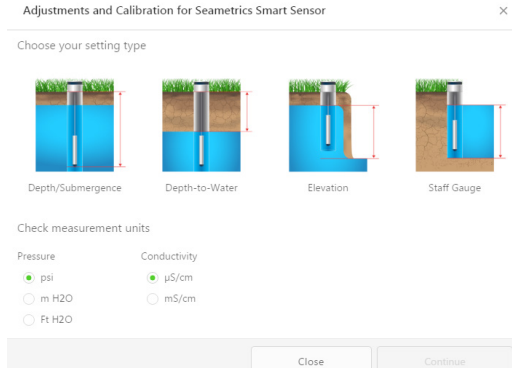 Adjustments and Calibration for Seametrics Smart Sensor
Choose your setting type
Depth/Submergence Depth-to-Water Elevation Staff Gauge
Check measurement units
Pressure Conductivity
psi µS/cm
m H2O mS/cm
Ft H2O
Close Continue